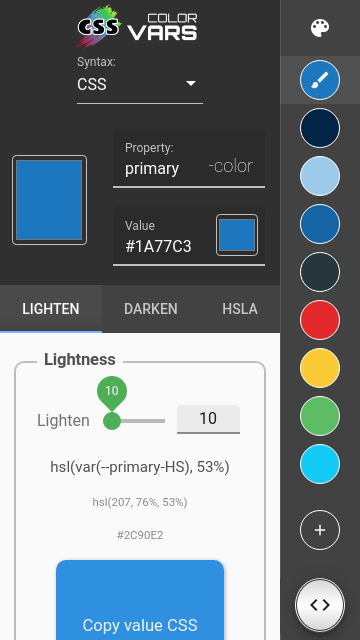 CSS COLOR
VARS
Syntax:
CSS
Property:
primary -color
Value
#1A77C3
LIGHTEN DARKEN HSLA
Lightness
10
Lighten 10
hsl(var(--primary-HS), 53%)
hsl(207, 76%, 53%)
#2C90E2
Copy value CSS